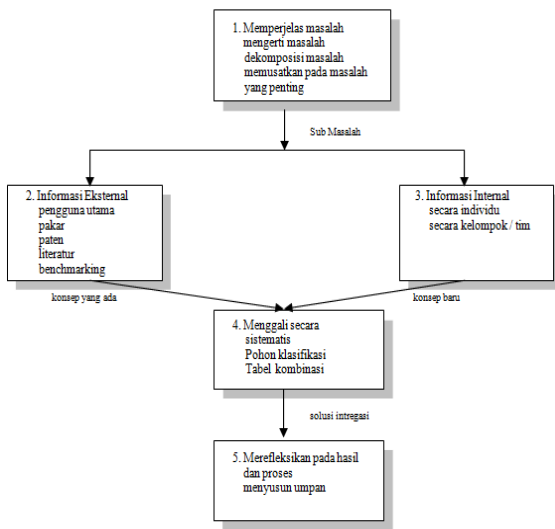 1. Memperjelas masalah
mengerti masalah
dekomposisi masalah
memusatkan pada masalah
yang penting
Sub Masalah
2. Informasi Eksternal
pengguna utama
pakar
paten
literatur
benchmarking
3. Informasi Internal
secara individu
secara kelompok / tim
konsep yang ada
konsep baru
4. Menggali secara
sistematis
Pohon klasifikasi
Tabel kombinasi
solusi intregasi
5. Merefleksikan pada hasil
dan proses
menyusun umpan